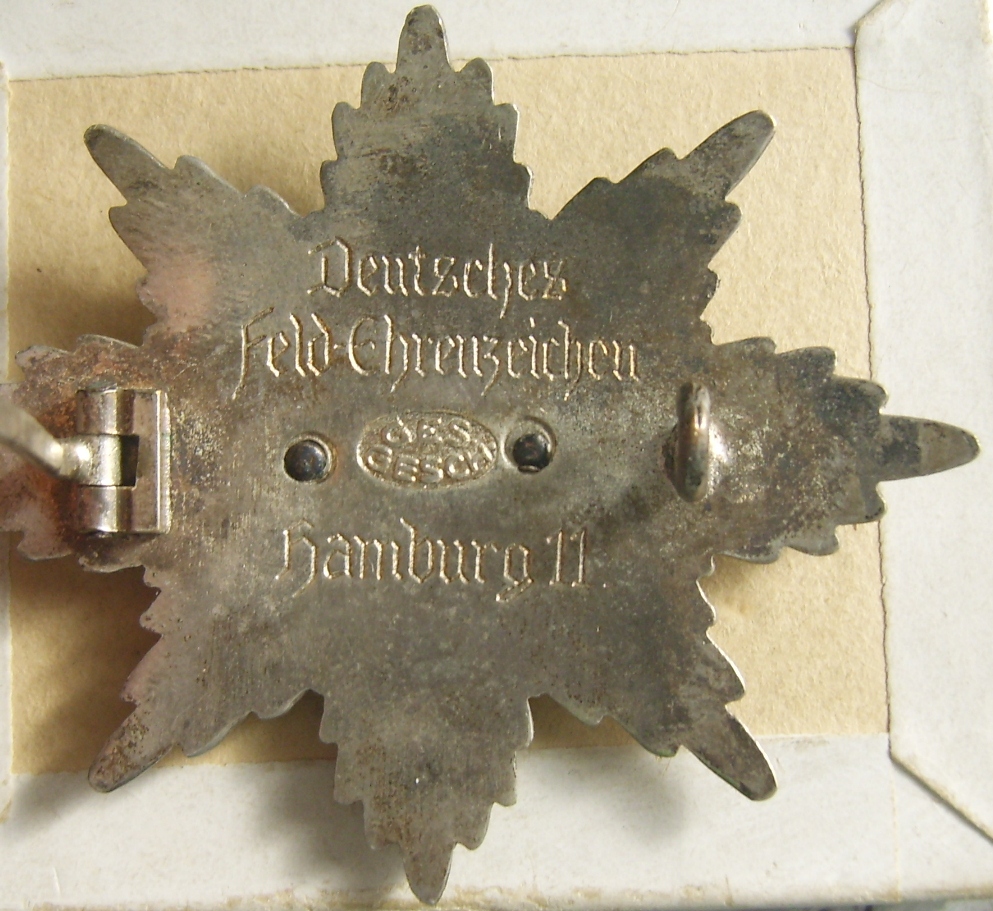 Deutsches
Feld-Ehrenzeichen
GES.
GESCH.
Hamburg 11.